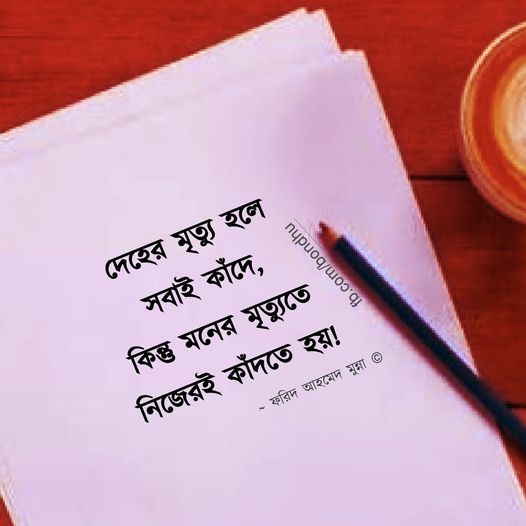 দেহের মৃত্যু হলে
সবাই কাঁদে,
কিন্তু মনের মৃত্যুতে
নিজেরই কাঁদতে হয়!
~ ফরিদ আহমেদ মুন্না ©
fb.com/bondhu